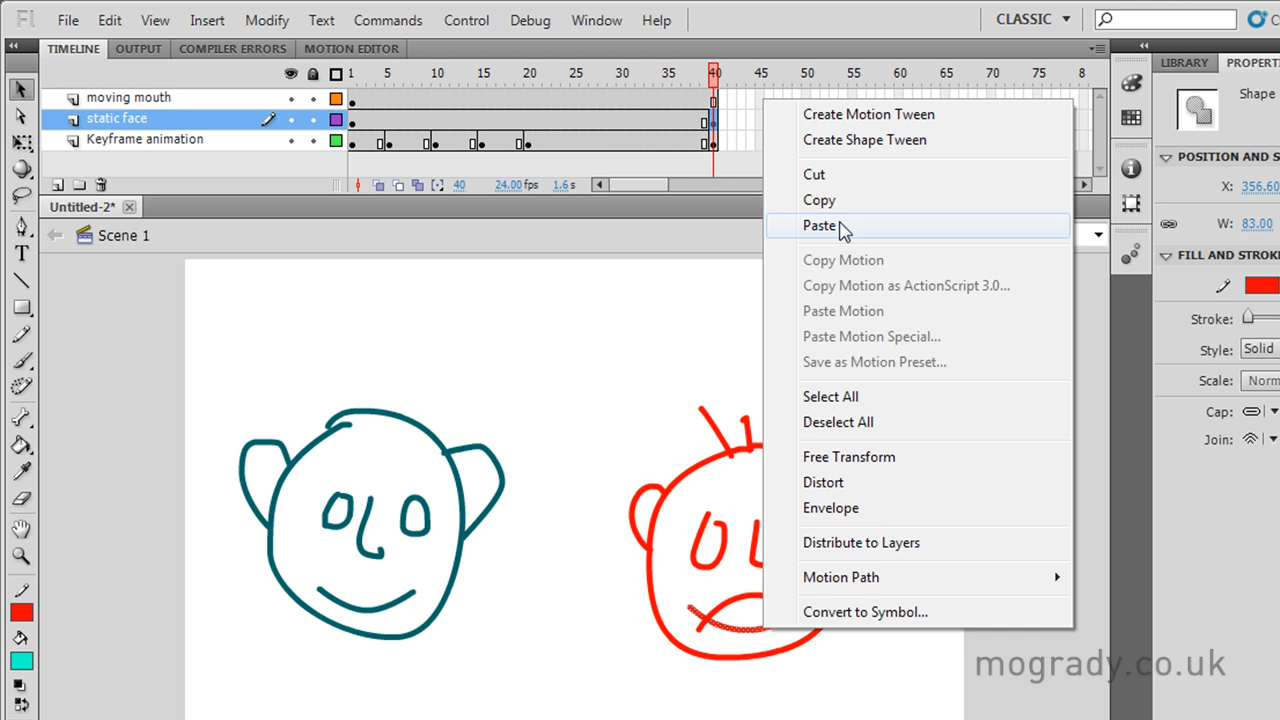 Fl File Edit View Insert Modify Text Commands Control Debug Window Help CLASSIC
TIMELINE OUTPUT COMPILER ERRORS MOTION EDITOR
LIBRARY PROPER
1 5 10 15 20 25 30 35 40 45 50 55 60 65 70 75 8
moving mouth
static face
Keyframe animation
40 24.00 fps 1.6 s
Untitled-2*
Scene 1
Create Motion Tween
Create Shape Tween
Cut
Copy
Paste
Copy Motion
Copy Motion as ActionScript 3.0...
Paste Motion
Paste Motion Special...
Save as Motion Preset...
Select All
Deselect All
Free Transform
Distort
Envelope
Distribute to Layers
Motion Path
Convert to Symbol...
Shape
POSITION AND S
X: 356.60
W: 83.00
FILL AND STROKE
Stroke:
Style: Solid
Scale: Norm
Cap:
Join:
mogrady.co.uk